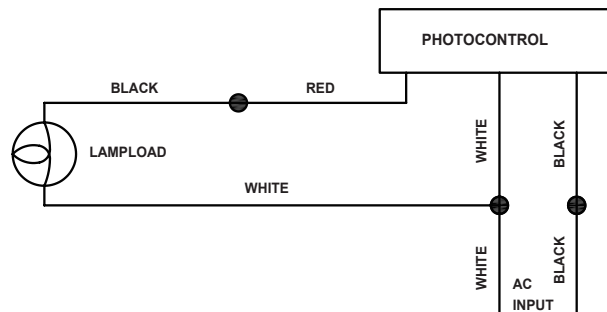 PHOTOCONTROL
BLACK
RED
LAMPLOAD
WHITE
WHITE
BLACK
WHITE
BLACK
AC
INPUT